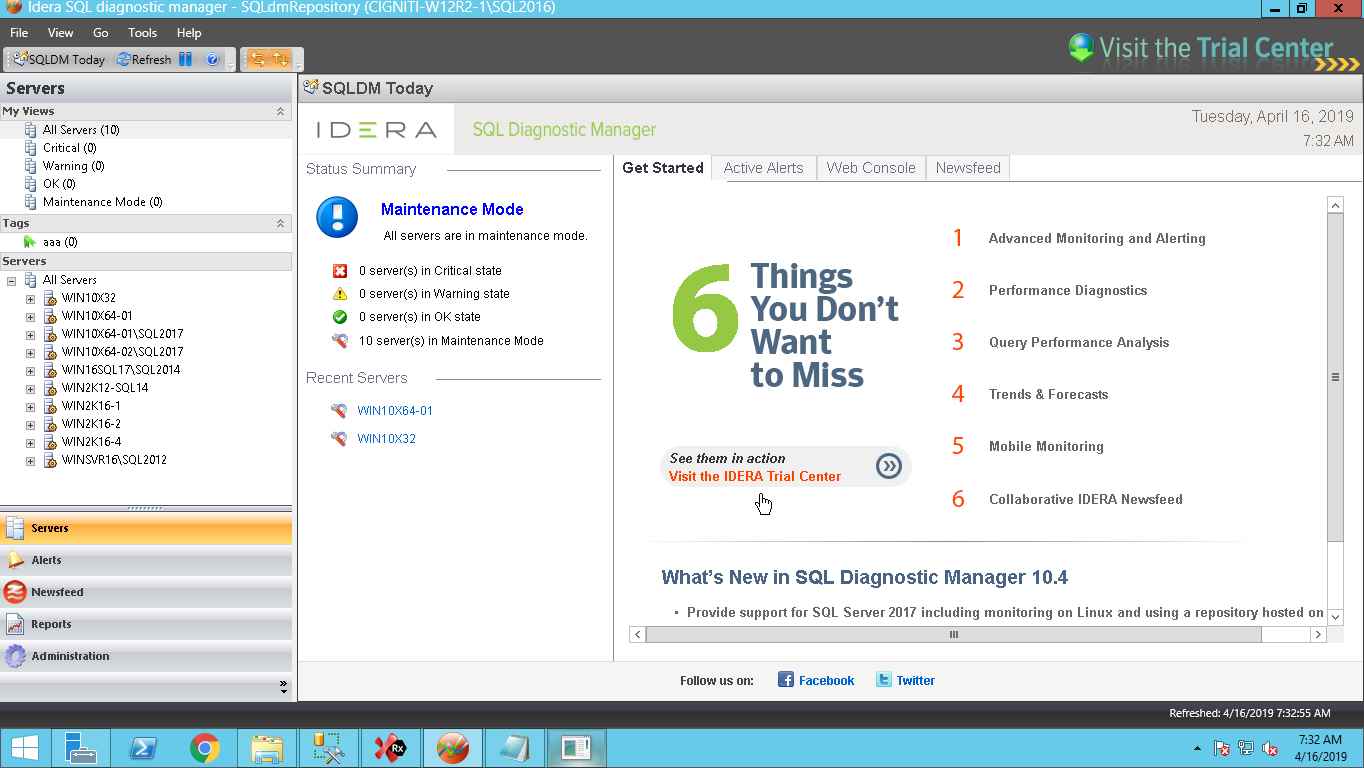 Idera SQL diagnostic manager - SQLdmRepository (CIGNITI-W12R2-1\SQL2016)
File View Go Tools Help
SQLDM Today Refresh
Visit the Trial Center
Servers
My Views
All Servers (10)
Critical (0)
Warning (0)
OK (0)
Maintenance Mode (0)
Tags
aaa (0)
Servers
All Servers
WIN10X32
WIN10X64-01
WIN10X64-01\SQL2017
WIN10X64-02\SQL2017
WIN16SQL17\SQL2014
WIN2K12-SQL14
WIN2K16-1
WIN2K16-2
WIN2K16-4
WINSVR16\SQL2012
Servers
Alerts
Newsfeed
Reports
Administration
SQLDM Today
IDERA
SQL Diagnostic Manager
Tuesday, April 16, 2019
7:32 AM
Status Summary
Maintenance Mode
All servers are in maintenance mode.
0 server(s) in Critical state
0 server(s) in Warning state
0 server(s) in OK state
10 server(s) in Maintenance Mode
Recent Servers
WIN10X64-01
WIN10X32
Get Started Active Alerts Web Console Newsfeed
6 Things
You Don't
Want
to Miss
See them in action
Visit the IDERA Trial Center
1 Advanced Monitoring and Alerting
2 Performance Diagnostics
3 Query Performance Analysis
4 Trends & Forecasts
5 Mobile Monitoring
6 Collaborative IDERA Newsfeed
What's New in SQL Diagnostic Manager 10.4
• Provide support for SQL Server 2017 including monitoring on Linux and using a repository hosted on
Follow us on: Facebook Twitter
Refreshed: 4/16/2019 7:32:55 AM
Rx
7:32 AM
4/16/2019